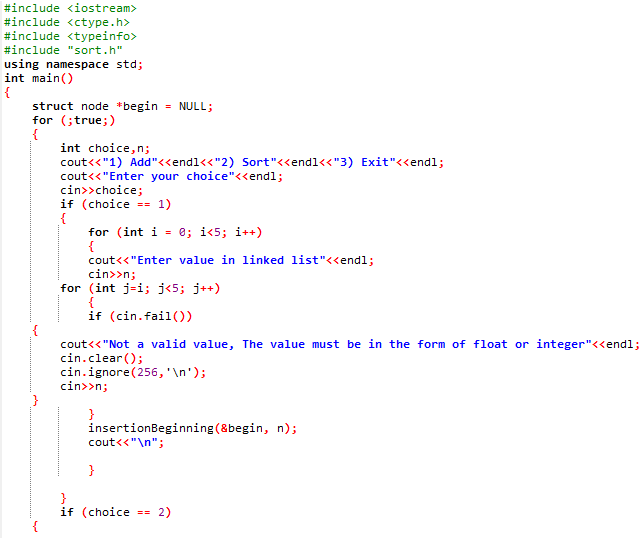 #include <iostream>
#include <ctype.h>
#include <typeinfo>
#include "sort.h"
using namespace std;
int main()
{
    struct node *begin = NULL;
    for (;true;)
    {
        int choice,n;
        cout<<"1) Add"<<endl<<"2) Sort"<<endl<<"3) Exit"<<endl;
        cout<<"Enter your choice"<<endl;
        cin>>choice;
        if (choice == 1)
        {
            for (int i = 0; i<5; i++)
            {
            cout<<"Enter value in linked list"<<endl;
            cin>>n;
        for (int j=i; j<5; j++)
            {
            if (cin.fail())
    {
        cout<<"Not a valid value, The value must be in the form of float or integer"<<endl;
        cin.clear();
        cin.ignore(256,'\n');
        cin>>n;
    }
            }
            insertionBeginning(&begin, n);
            cout<<"\n";
            }
        }
        if (choice == 2)
    {